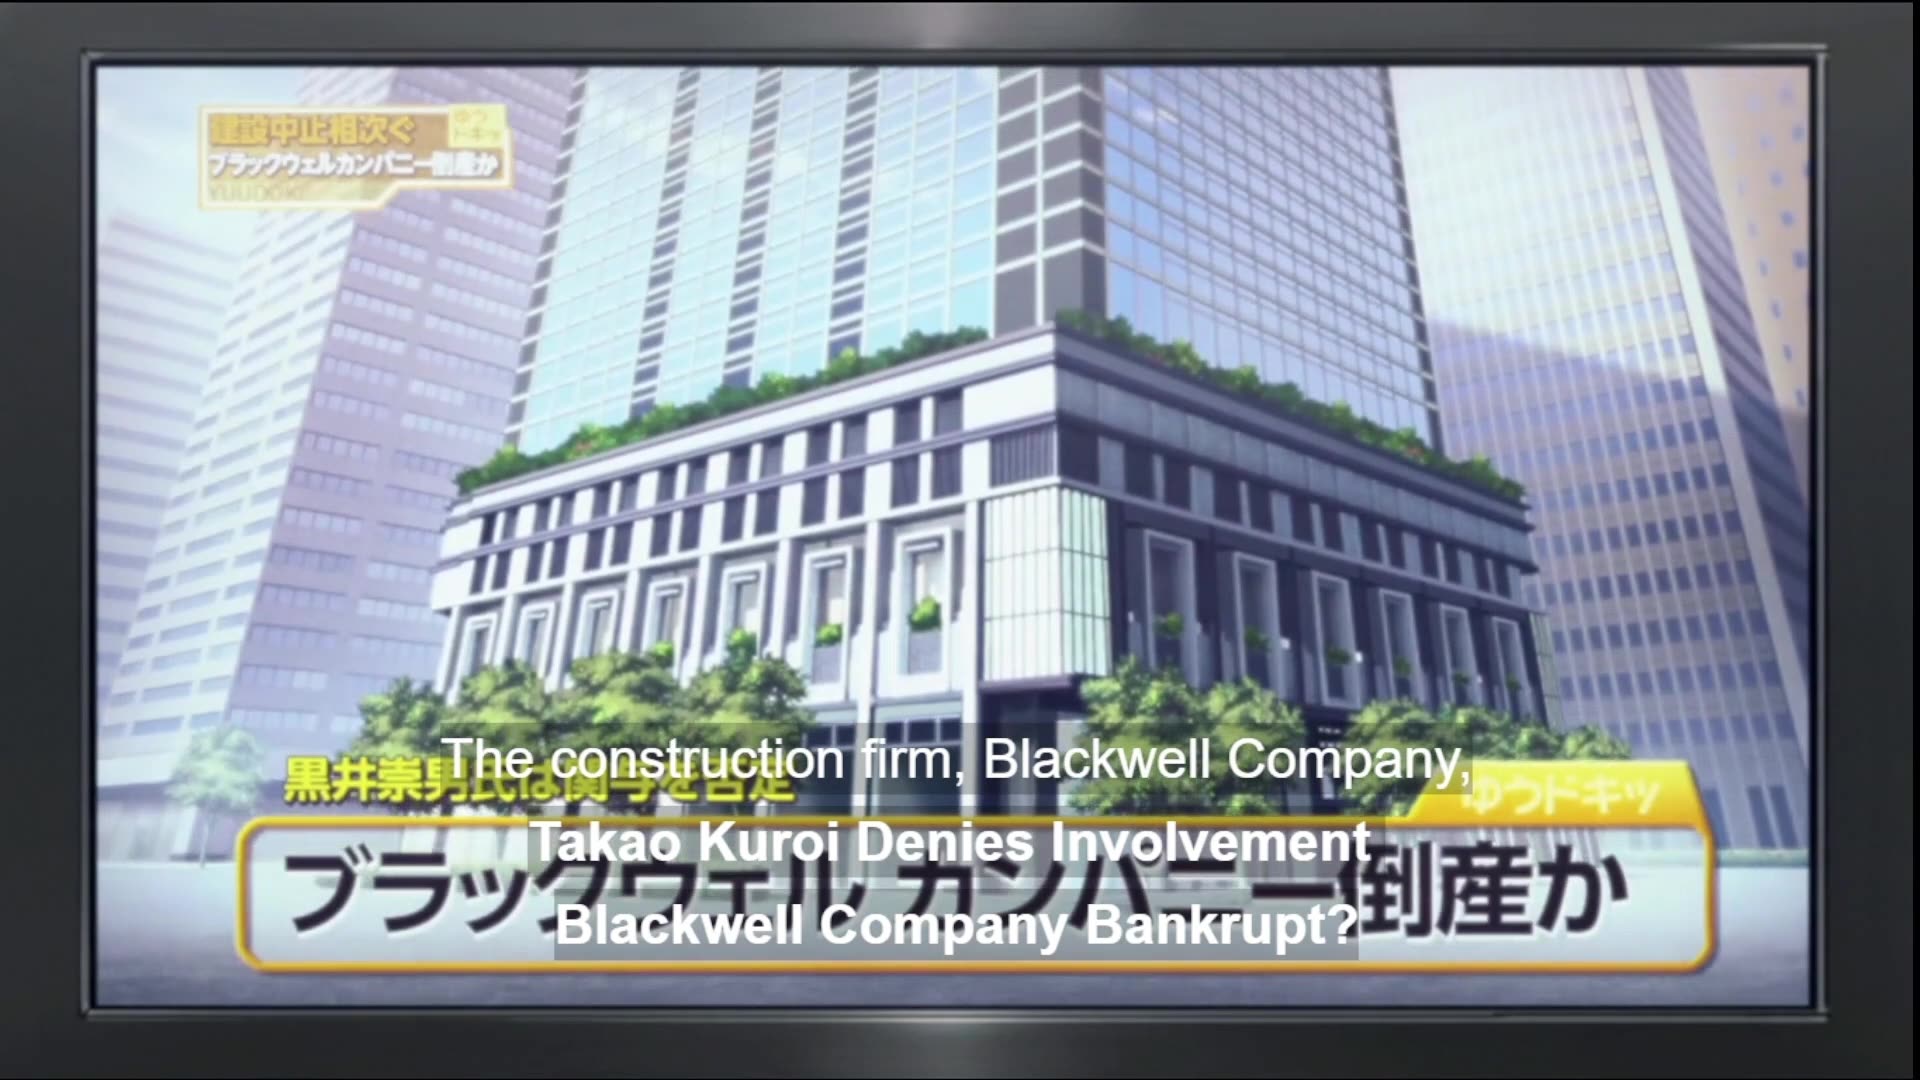 建設中止相次ぐ
ゆう
ドキッ
ブラックウェルカンパニー倒産か
YUUDOKI
黒井崇男氏は関与を否定
The construction firm, Blackwell Company,
ゆうドキッ
Takao Kuroi Denies Involvement
ブラックウェル カンパニー倒産か
Blackwell Company Bankrupt?